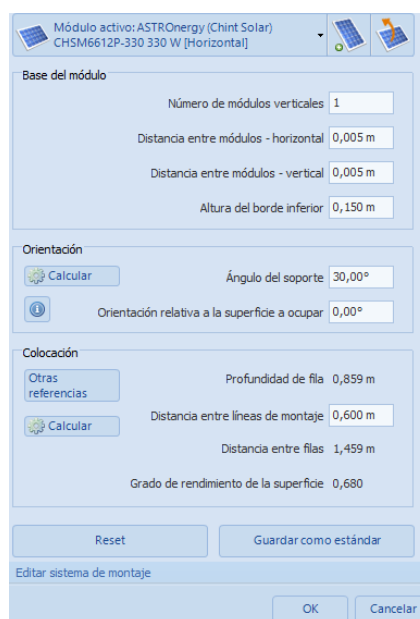 Módulo activo: ASTROnergy (Chint Solar)
CHSM6612P-330 330 W [Horizontal]
Base del módulo
Número de módulos verticales 1
Distancia entre módulos - horizontal 0,005 m
Distancia entre módulos - vertical 0,005 m
Altura del borde inferior 0,150 m
Orientación
Calcular Ángulo del soporte 30,00°
Orientación relativa a la superficie a ocupar 0,00°
Colocación
Otras
referencias
Profundidad de fila 0,859 m
Distancia entre líneas de montaje 0,600 m
Calcular
Distancia entre filas 1,459 m
Grado de rendimiento de la superficie 0,680
Reset Guardar como estándar
Editar sistema de montaje
OK Cancelar